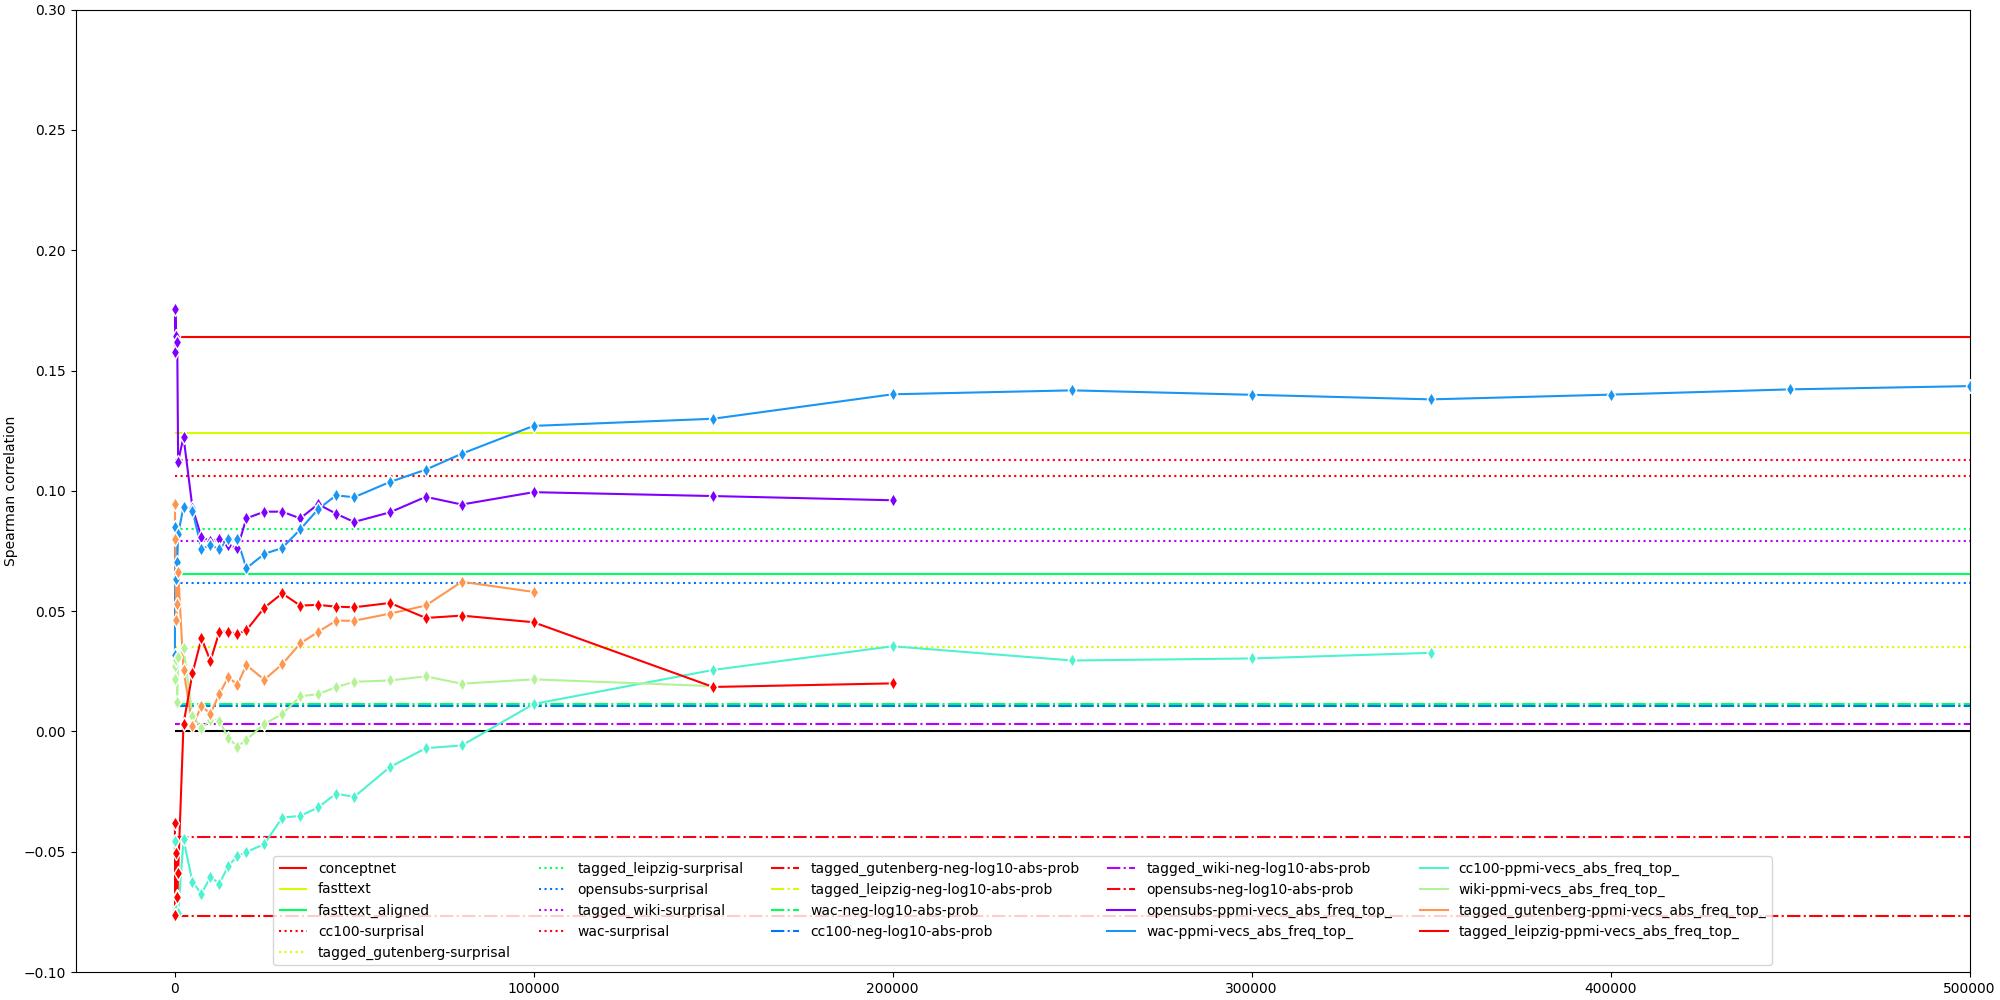 0.30
0.25
0.20
0.15
0.10
0.05
0.00
−0.05
−0.10
Spearman correlation
conceptnet
fasttext
fasttext_aligned
cc100-surprisal
tagged_gutenberg-surprisal
tagged_leipzig-surprisal
opensubs-surprisal
tagged_wiki-surprisal
wac-surprisal
tagged_gutenberg-neg-log10-abs-prob
tagged_leipzig-neg-log10-abs-prob
wac-neg-log10-abs-prob
cc100-neg-log10-abs-prob
tagged_wiki-neg-log10-abs-prob
opensubs-neg-log10-abs-prob
opensubs-ppmi-vecs_abs_freq_top_
wac-ppmi-vecs_abs_freq_top_
cc100-ppmi-vecs_abs_freq_top_
wiki-ppmi-vecs_abs_freq_top_
tagged_gutenberg-ppmi-vecs_abs_freq_top_
tagged_leipzig-ppmi-vecs_abs_freq_top_
0
100000
200000
300000
400000
500000